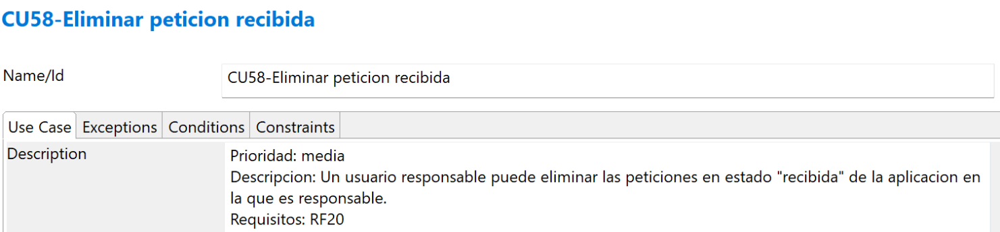 CU58-Eliminar peticion recibida
Name/Id
CU58-Eliminar peticion recibida
Use Case Exceptions Conditions Constraints
Description
Prioridad: media
Descripcion: Un usuario responsable puede eliminar las peticiones en estado "recibida" de la aplicacion en
la que es responsable.
Requisitos: RF20